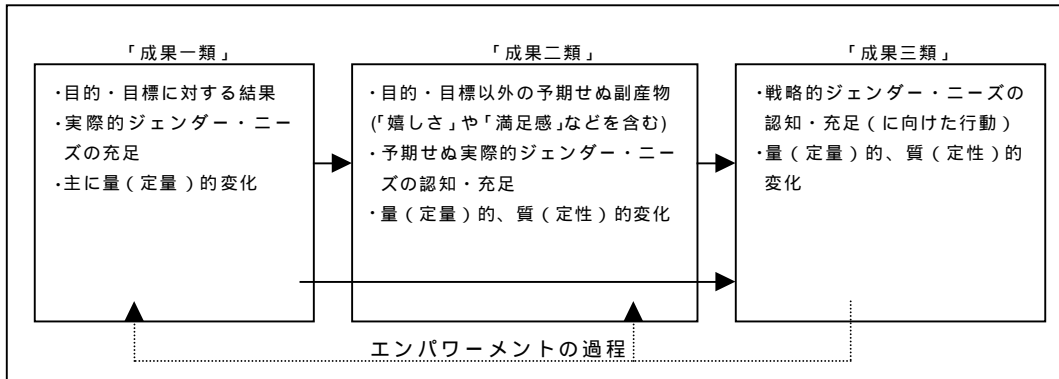 「成果一類」
・目的・目標に対する結果
・実際的ジェンダー・ニー
ズの充足
・主に量(定量)的変化
「成果二類」
・目的・目標以外の予期せぬ副産物
(「嬉しさ」や「満足感」などを含む)
・予期せぬ実際的ジェンダー・ニー
ズの認知・充足
・量(定量)的、質(定性)的変化
「成果三類」
・戦略的ジェンダー・ニーズの
認知・充足(に向けた行動)
・量(定量)的、質(定性)的
変化
エンパワーメントの過程